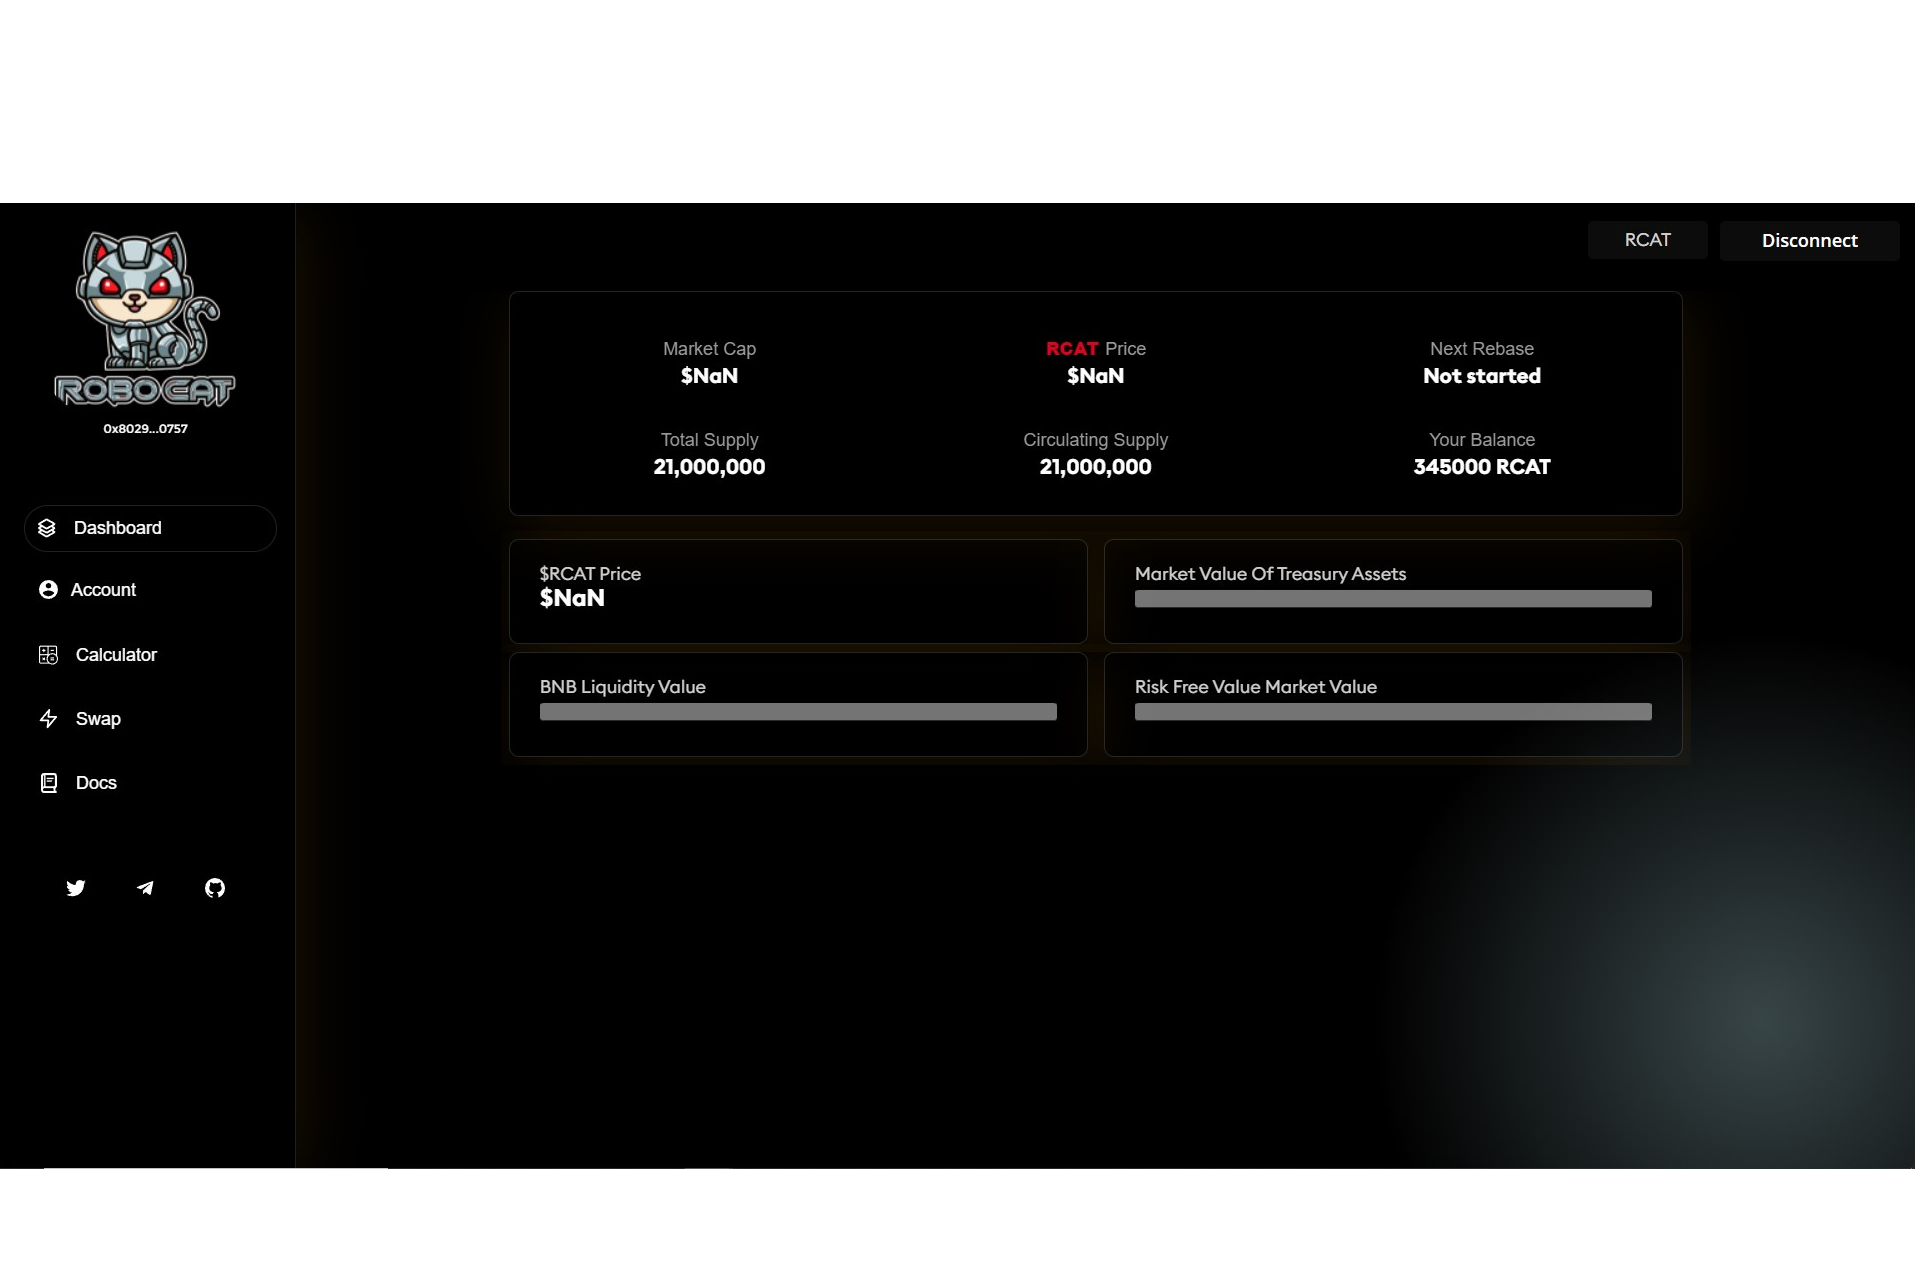 ROBOCAT
0x8029...0757
Dashboard
Account
Calculator
Swap
Docs
RCAT
Disconnect
Market Cap
$NaN
RCAT Price
$NaN
Next Rebase
Not started
Total Supply
21,000,000
Circulating Supply
21,000,000
Your Balance
345000 RCAT
$RCAT Price
$NaN
Market Value Of Treasury Assets
BNB Liquidity Value
Risk Free Value Market Value